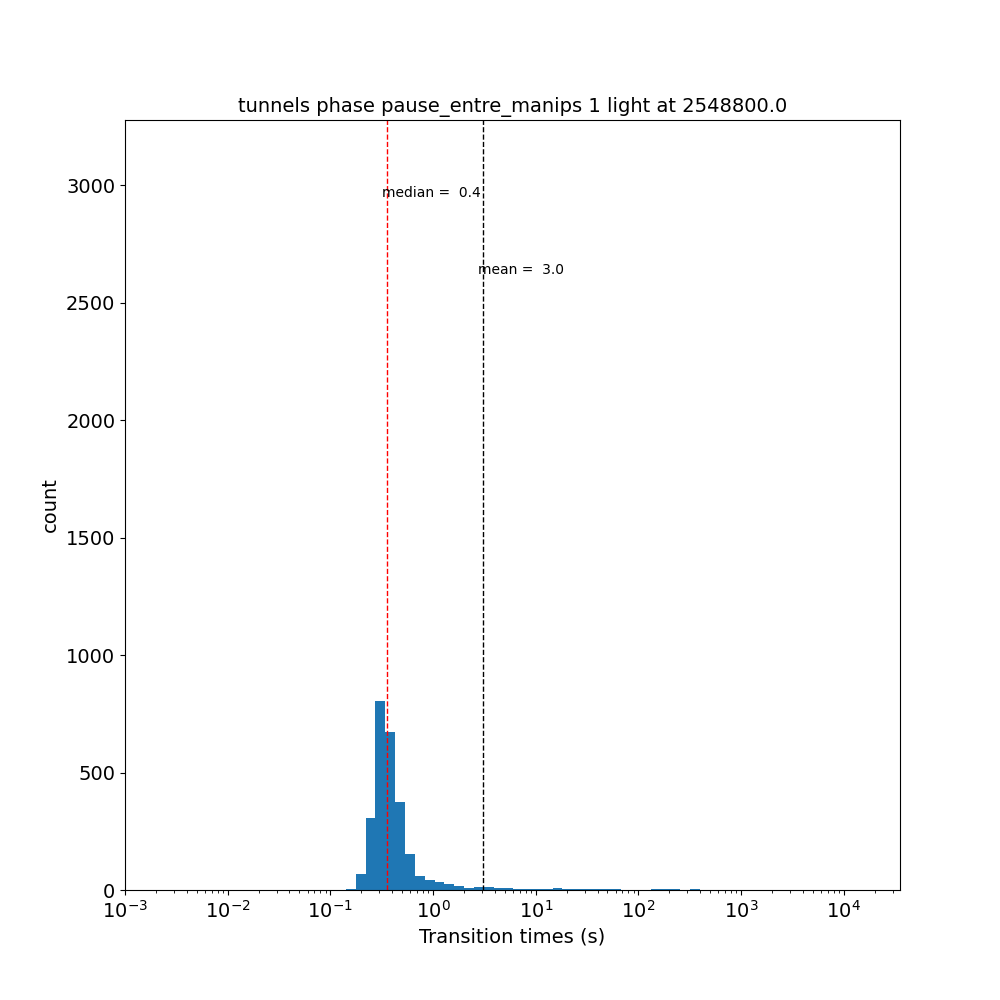 tunnels phase pause_entre_manips 1 light at 2548800.0
3000
median =  0.4
mean =  3.0
2500
2000
1500
1000
500
0
count
10⁻³ 10⁻² 10⁻¹ 10⁰ 10¹ 10² 10³ 10⁴
Transition times (s)